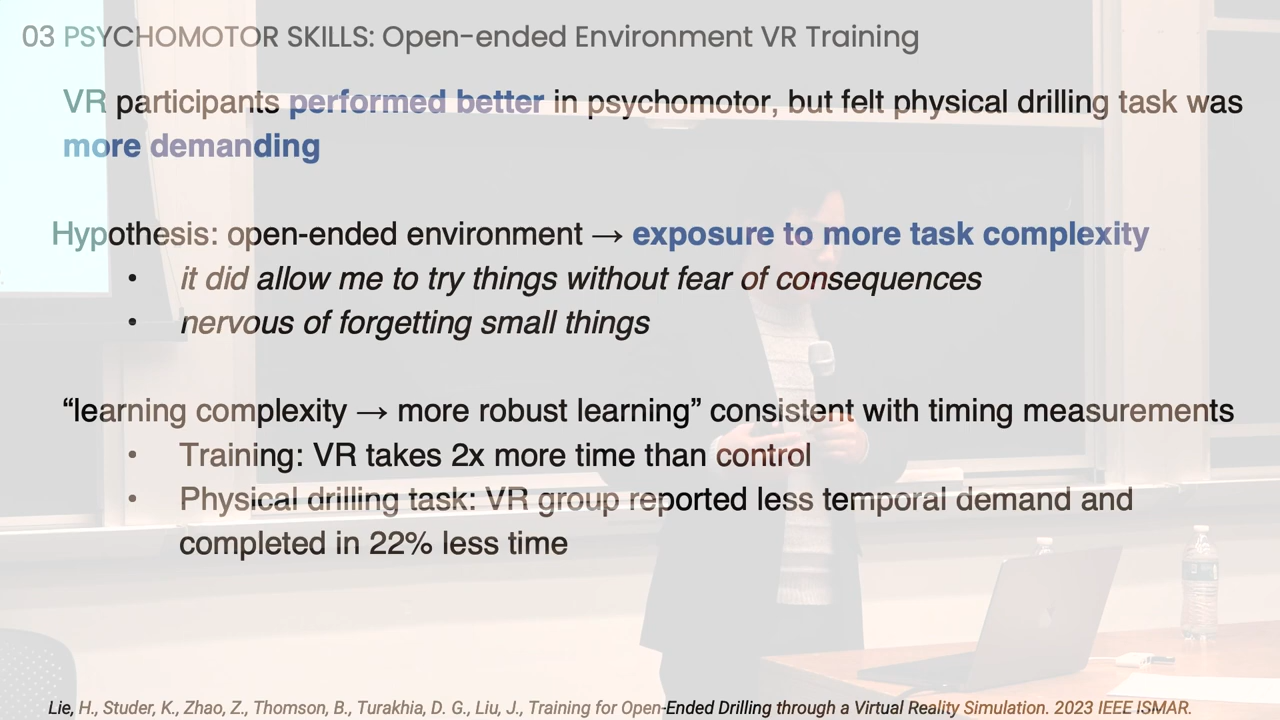 03 PSYCHOMOTOR SKILLS: Open-ended Environment VR Training
VR participants performed better in psychomotor, but felt physical drilling task was
more demanding
Hypothesis: open-ended environment → exposure to more task complexity
• it did allow me to try things without fear of consequences
• nervous of forgetting small things
“learning complexity → more robust learning” consistent with timing measurements
• Training: VR takes 2x more time than control
• Physical drilling task: VR group reported less temporal demand and
completed in 22% less time
Lie, H., Studer, K., Zhao, Z., Thomson, B., Turakhia, D. G., Liu, J., Training for Open-Ended Drilling through a Virtual Reality Simulation. 2023 IEEE ISMAR.